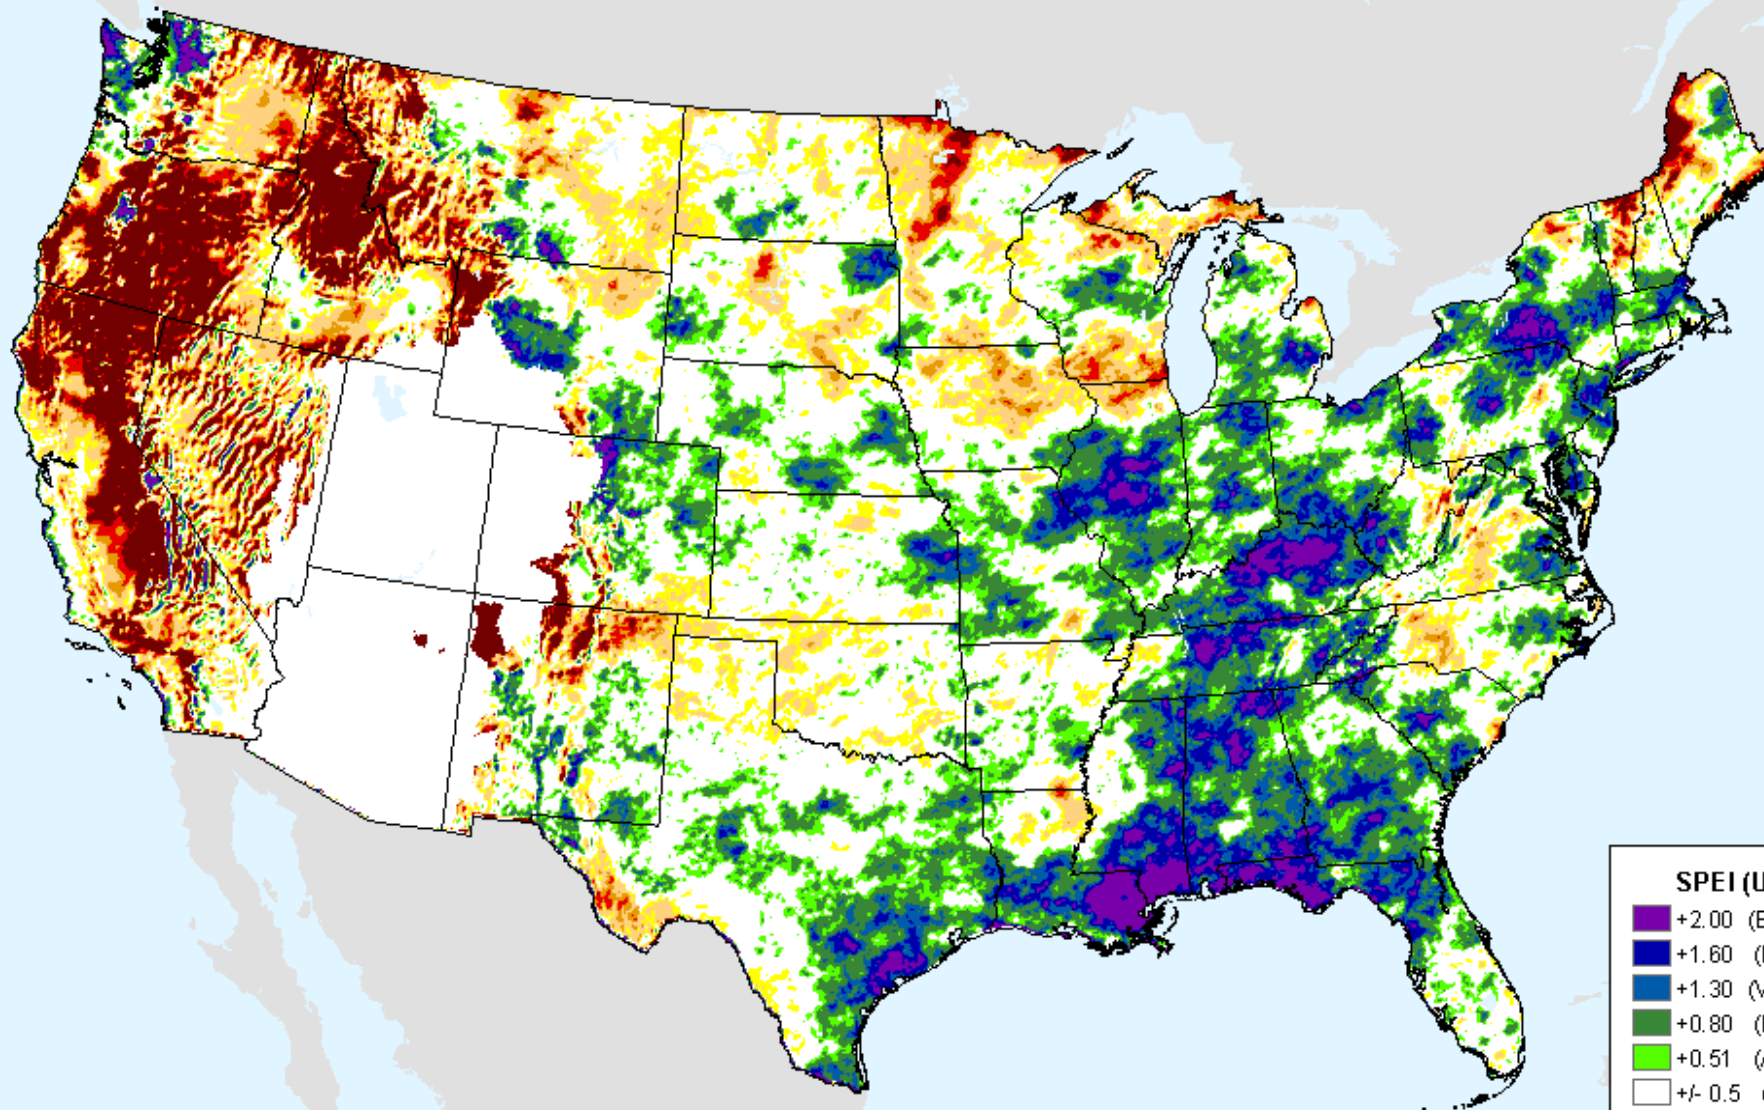 SPEI (U
+2.00 (E
+1.60 (
+1.30 (V
+0.80 (
+0.51 (
+/- 0.5